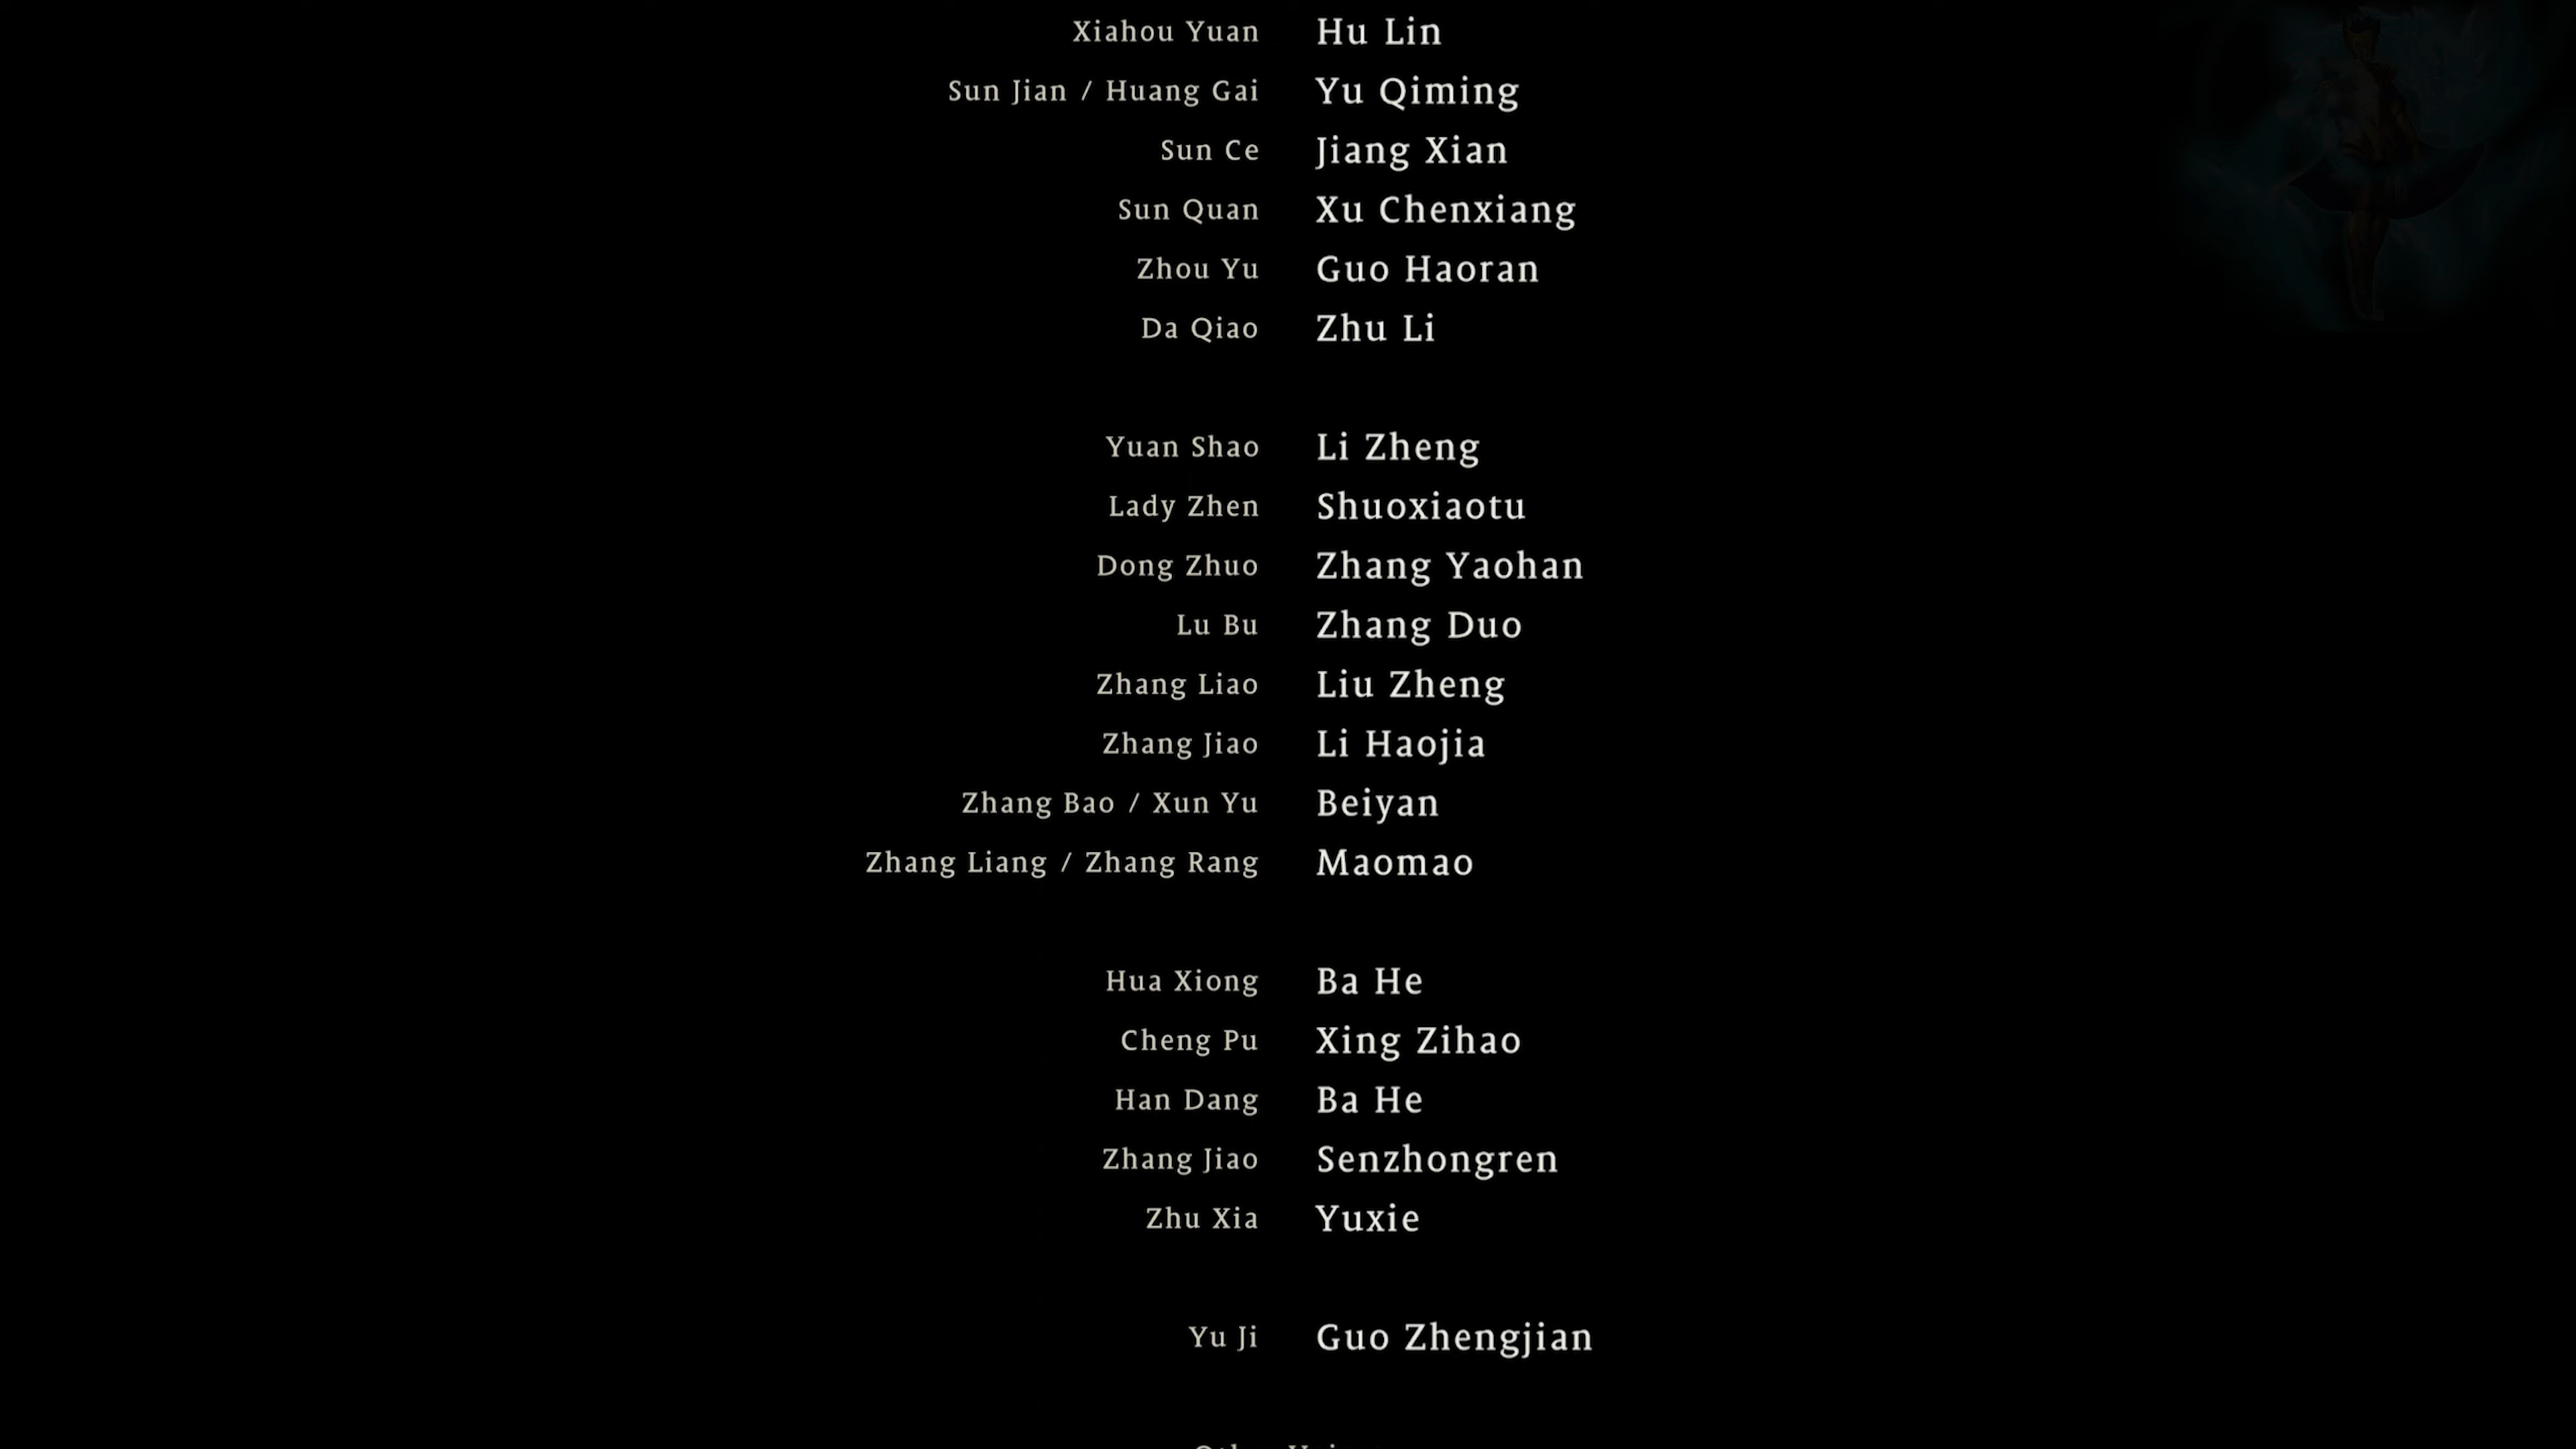 Xiahou Yuan Hu Lin
Sun Jian / Huang Gai Yu Qiming
Sun Ce Jiang Xian
Sun Quan Xu Chenxiang
Zhou Yu Guo Haoran
Da Qiao Zhu Li
Yuan Shao Li Zheng
Lady Zhen Shuoxiaotu
Dong Zhuo Zhang Yaohan
Lu Bu Zhang Duo
Zhang Liao Liu Zheng
Zhang Jiao Li Haojia
Zhang Bao / Xun Yu Beiyan
Zhang Liang / Zhang Rang Maomao
Hua Xiong Ba He
Cheng Pu Xing Zihao
Han Dang Ba He
Zhang Jiao Senzhongren
Zhu Xia Yuxie
Yu Ji Guo Zhengjian